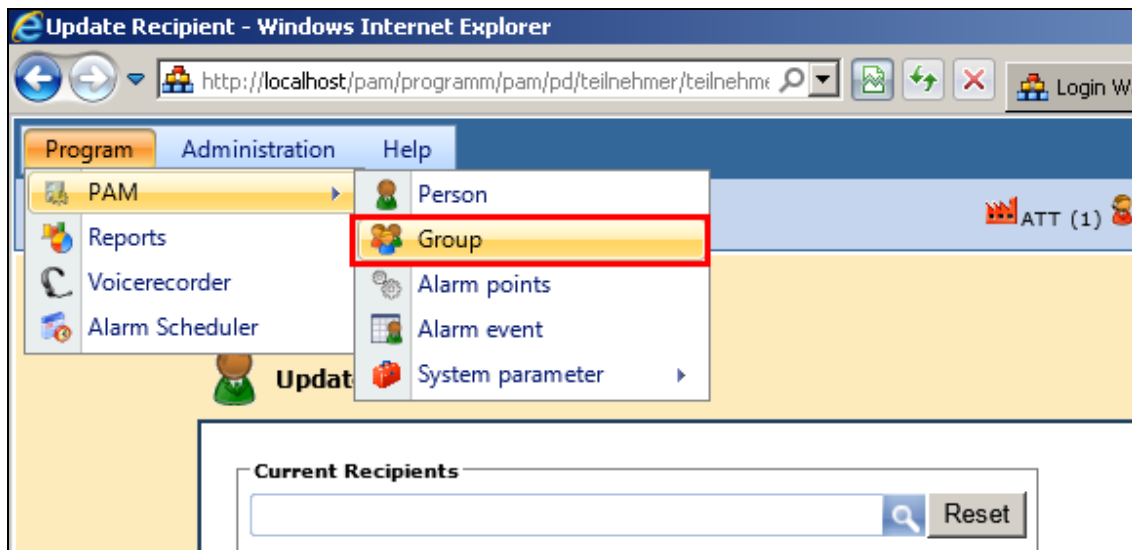 Update Recipient - Windows Internet Explorer
http://localhost/pam/programm/pam/pd/teilnehmer/teilnehme
Login W
Program Administration Help
PAM
Reports
Voicerecorder
Alarm Scheduler
Person
Group
Alarm points
Alarm event
System parameter
ATT (1)
Updat
Current Recipients
Reset